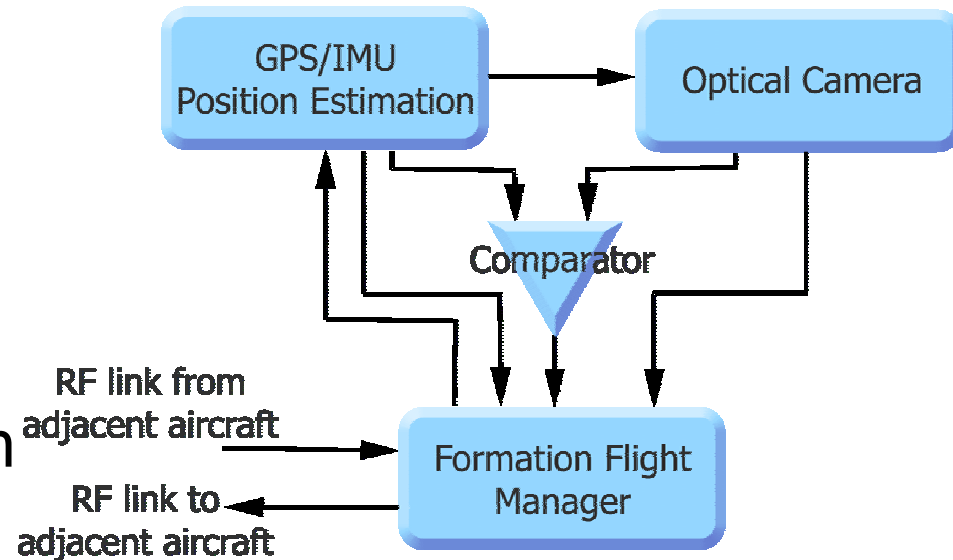 GPS/IMU
Position Estimation
Optical Camera
Comparator
RF link from
adjacent aircraft
n
Formation Flight
Manager
RF link to
adjacent aircraft